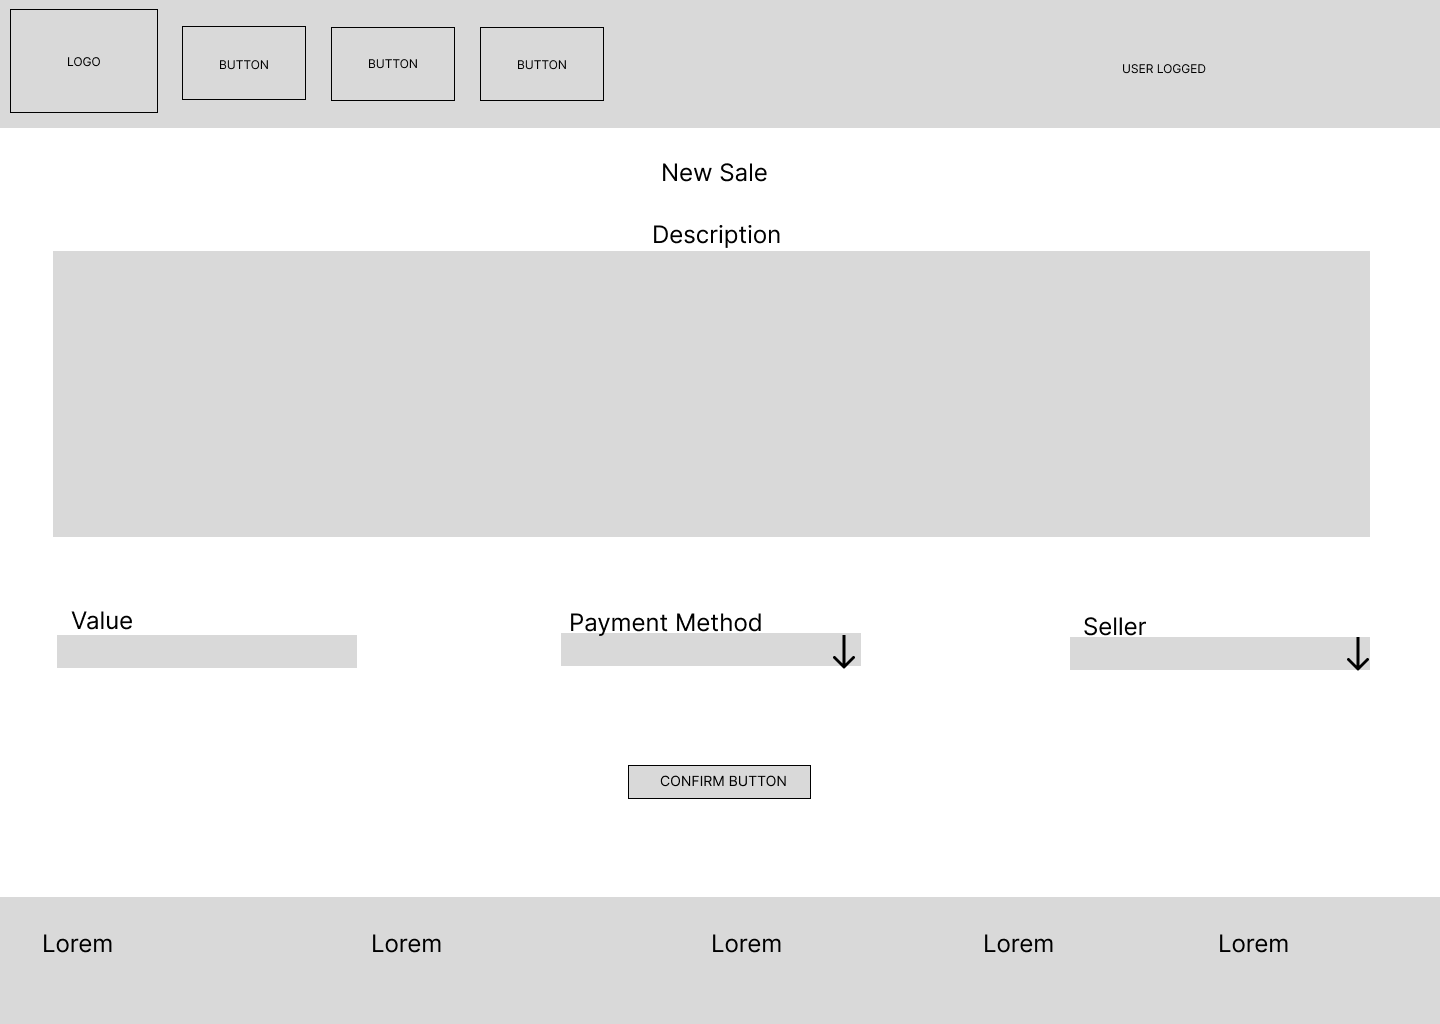 LOGO
BUTTON
BUTTON
BUTTON
USER LOGGED
New Sale
Description
Value
Payment Method
Seller
CONFIRM BUTTON
Lorem
Lorem
Lorem
Lorem
Lorem